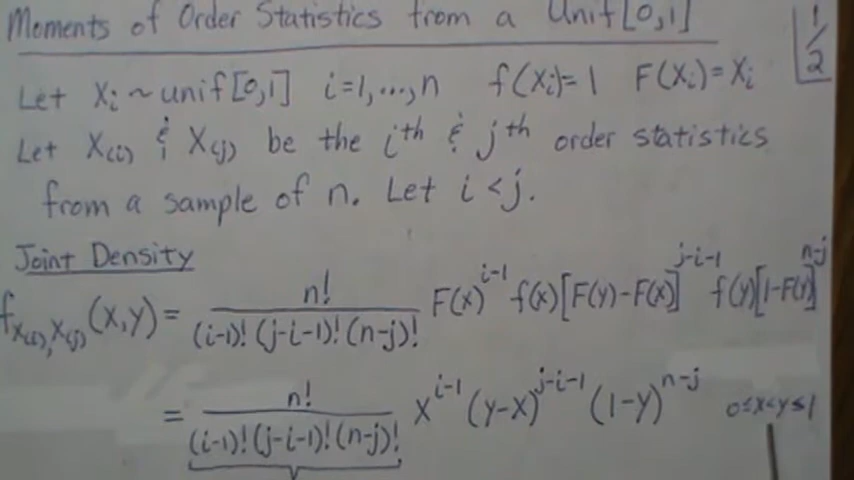 Moments of Order Statistics from a Unif[0,1]
1/2
Let Xi ~ unif[0,1] i=1,...,n f(Xi)=1 F(Xi)=Xi
Let X(i) & X(j) be the i^th & j^th order statistics
from a sample of n. Let i<j.
Joint Density
f_{X(i),X(j)}(x,y) = n!/((i-1)!(j-i-1)!(n-j)!) F(x)^{i-1} f(x)[F(y)-F(x)]^{j-i-1} f(y)[1-F(y)]^{n-j}
= n!/((i-1)!(j-i-1)!(n-j)!) x^{i-1} (y-x)^{j-i-1} (1-y)^{n-j} 0≤x<y≤1